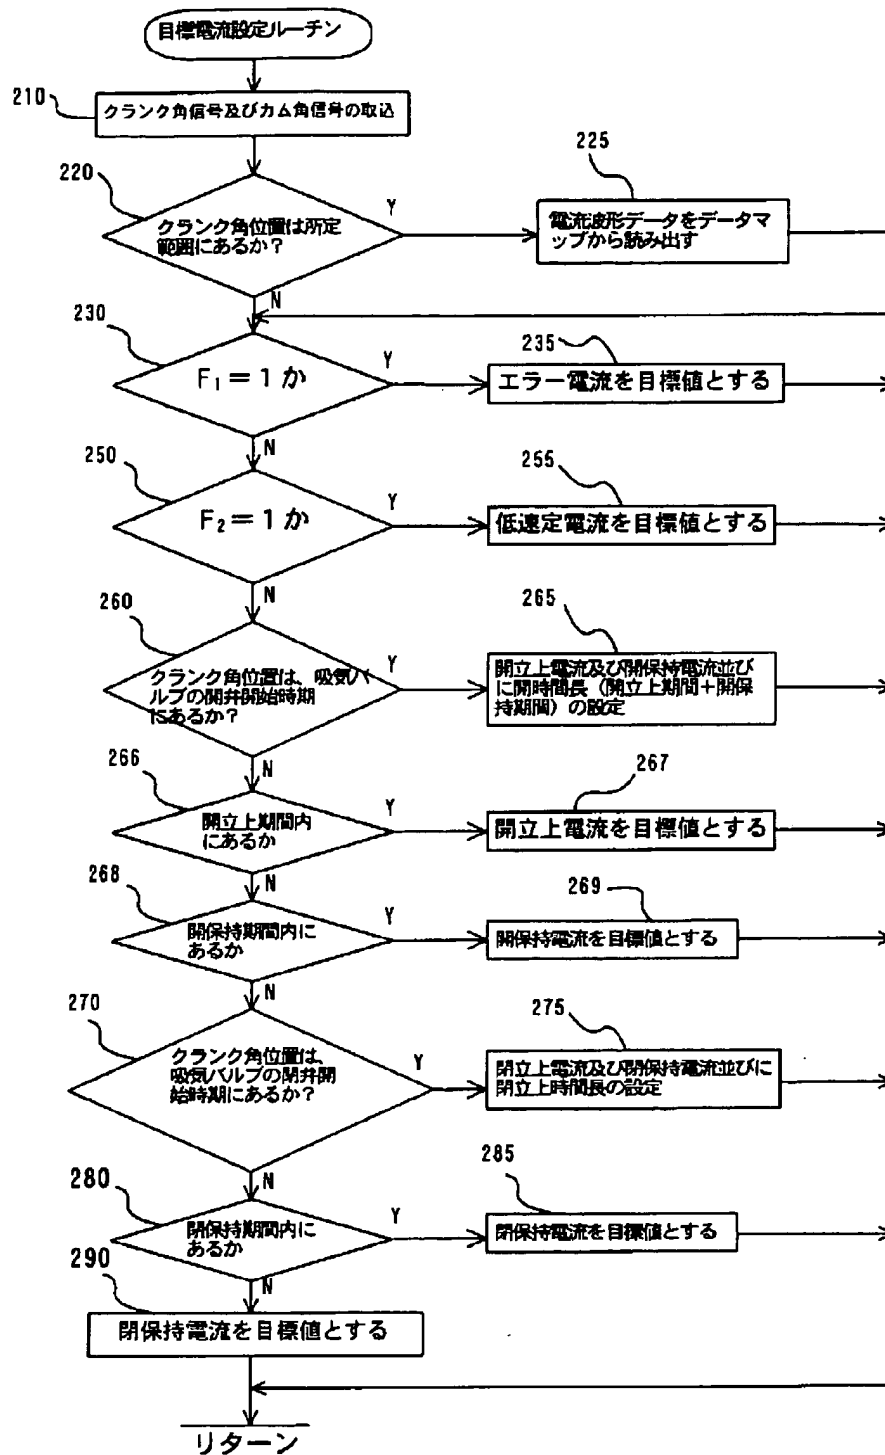 目標電流設定ルーチン
210
クランク角信号及びカム角信号の取込
220
クランク角位置は所定
範囲にあるか？
Y
N
225
電流波形データをデータマ
ップから読み出す
230
F1＝1か
Y
N
235
エラー電流を目標値とする
250
F2＝1か
Y
N
255
低速定電流を目標値とする
260
クランク角位置は、吸気バ
ルブの開弁開始時期
にあるか？
Y
N
265
開立上電流及び開保持電流並び
に開時間長（開立上期間＋開保
持期間）の設定
266
開立上期間内
にあるか
Y
N
267
開立上電流を目標値とする
268
開保持期間内に
あるか
Y
N
269
開保持電流を目標値とする
270
クランク角位置は、
吸気バルブの閉弁開
始時期にあるか？
Y
N
275
閉立上電流及び閉保持電流並びに
閉立上時間長の設定
280
閉保持期間内に
あるか
Y
N
285
閉保持電流を目標値とする
290
閉保持電流を目標値とする
リターン